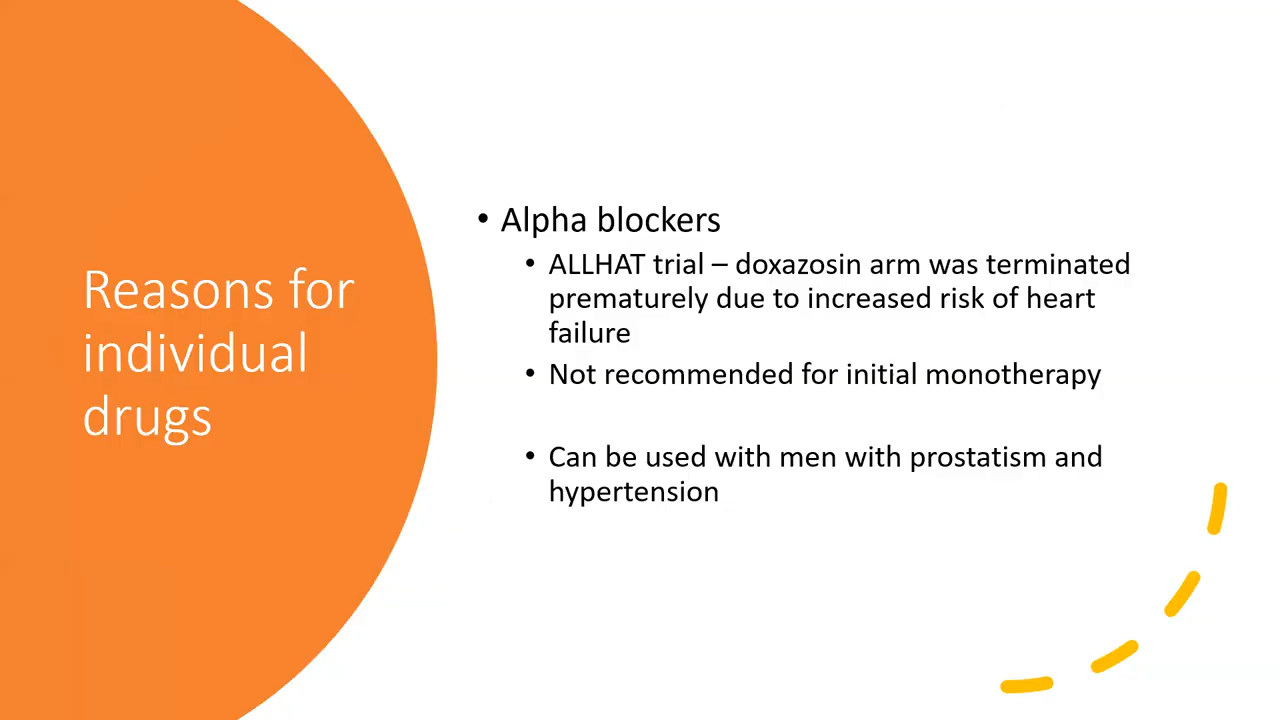 Reasons for
individual
drugs
• Alpha blockers
• ALLHAT trial – doxazosin arm was terminated
prematurely due to increased risk of heart
failure
• Not recommended for initial monotherapy
• Can be used with men with prostatism and
hypertension